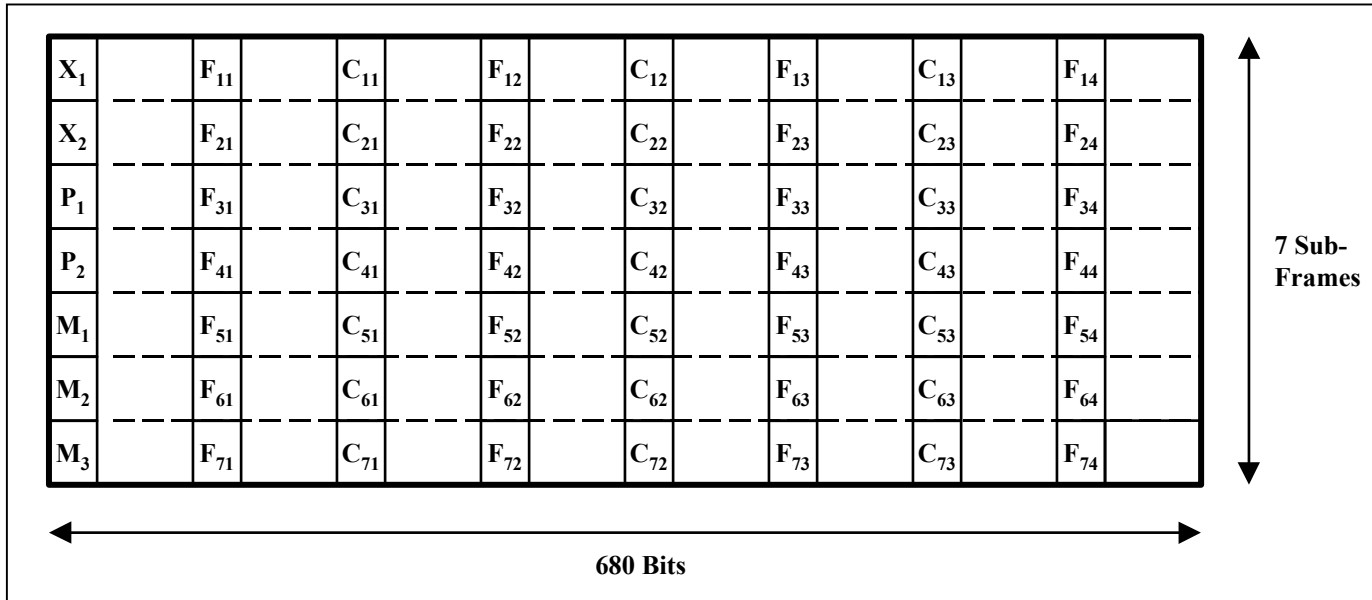 X₁ F₁₁ C₁₁ F₁₂ C₁₂ F₁₃ C₁₃ F₁₄
X₂ F₂₁ C₂₁ F₂₂ C₂₂ F₂₃ C₂₃ F₂₄
P₁ F₃₁ C₃₁ F₃₂ C₃₂ F₃₃ C₃₃ F₃₄
P₂ F₄₁ C₄₁ F₄₂ C₄₂ F₄₃ C₄₃ F₄₄
M₁ F₅₁ C₅₁ F₅₂ C₅₂ F₅₃ C₅₃ F₅₄
M₂ F₆₁ C₆₁ F₆₂ C₆₂ F₆₃ C₆₃ F₆₄
M₃ F₇₁ C₇₁ F₇₂ C₇₂ F₇₃ C₇₃ F₇₄
7 Sub-
Frames
680 Bits